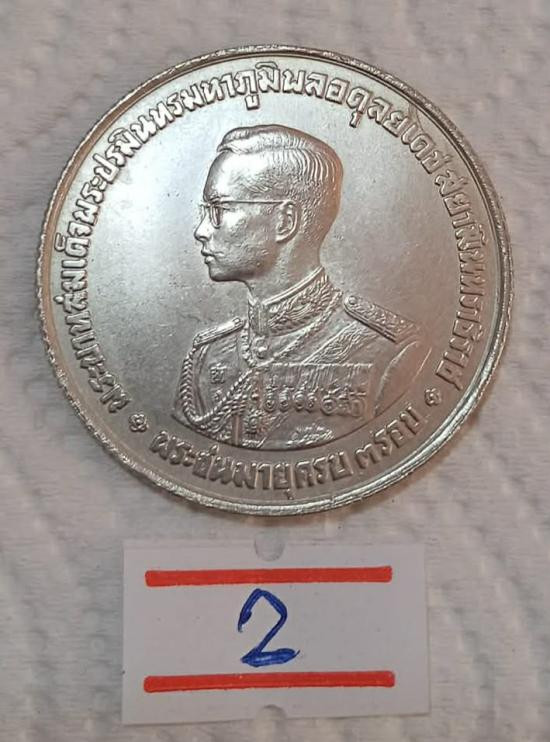 พระบาทสมเด็จพระปรมินทรมหาภูมิพลอดุลยเดช สยามินทราธิราช
พระชนมายุครบ ๓ รอบ
2